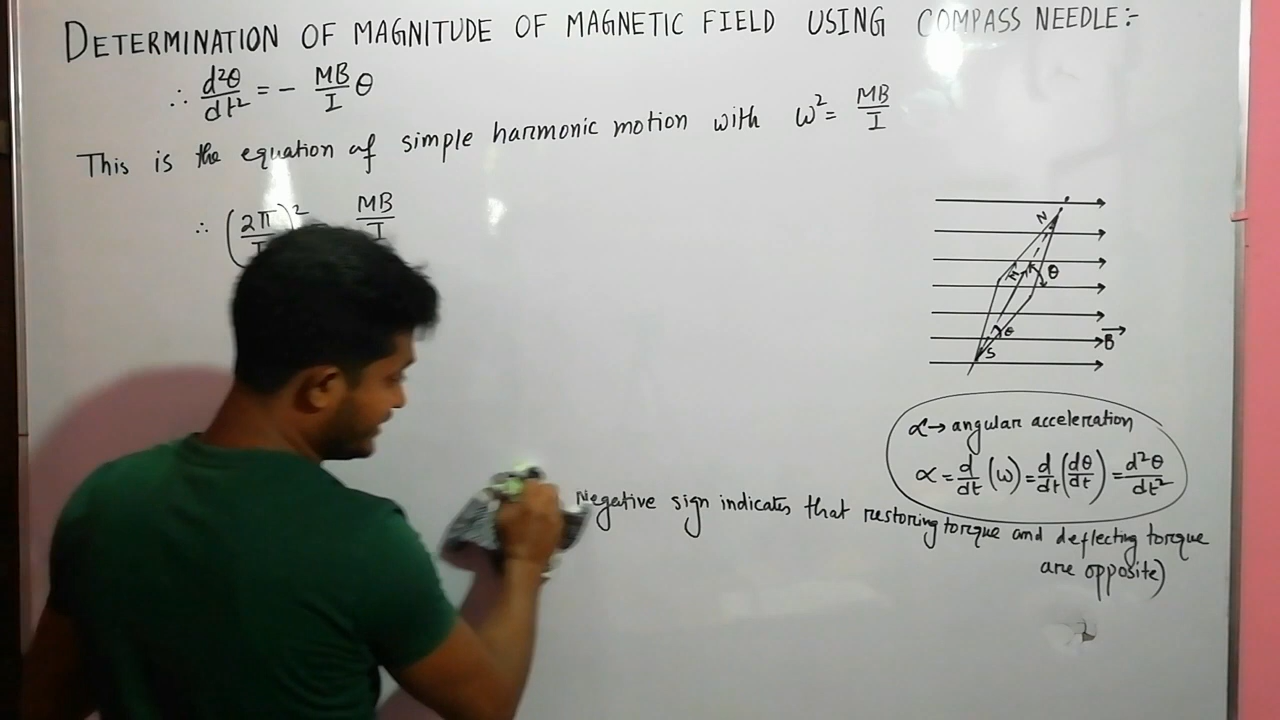 DETERMINATION OF MAGNITUDE OF MAGNETIC FIELD USING COMPASS NEEDLE:-
∴ d²θ/dt² = - MB/I θ
This is the equation of simple harmonic motion with ω² = MB/I
∴ (2π/T)² = MB/I
N
θ
θ
S
B→
α → angular acceleration
α = d/dt (ω) = d/dt (dθ/dt) = d²θ/dt²
Negative sign indicates that restoring torque and deflecting torque
are opposite)